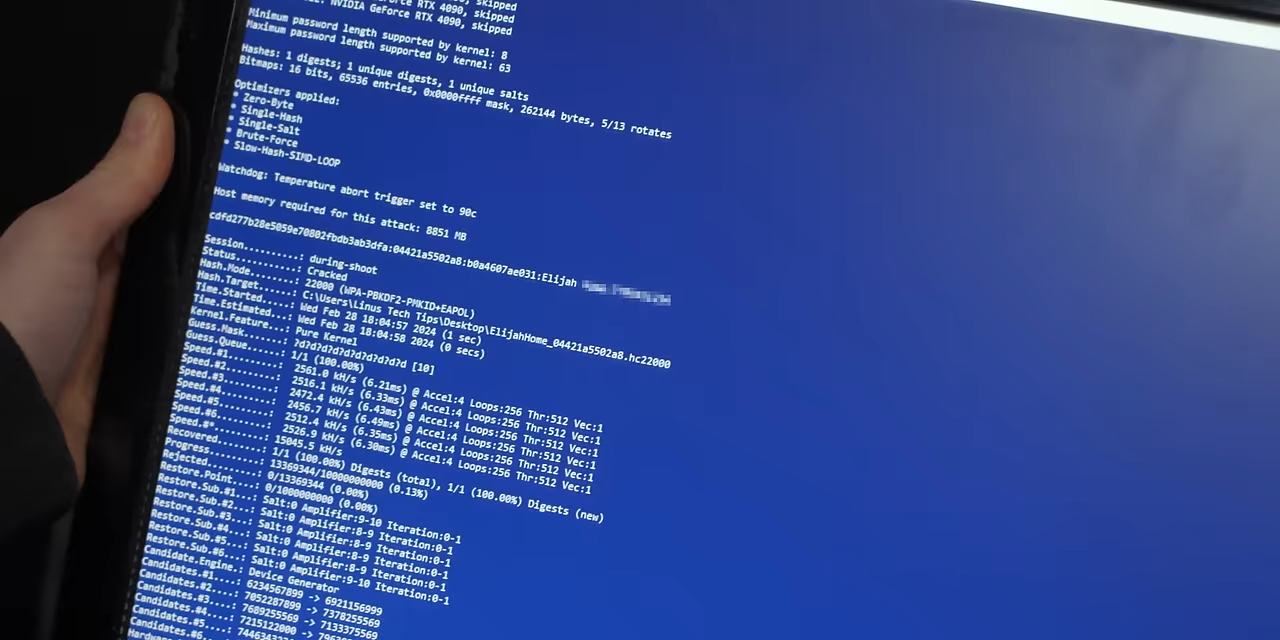 GeForce RTX 4090, skipped
NVIDIA GeForce RTX 4090, skipped
Minimum password length supported by kernel: 8
Maximum password length supported by kernel: 63
Hashes: 1 digests; 1 unique digests, 1 unique salts
Bitmaps: 16 bits, 65536 entries, 0x0000ffff mask, 262144 bytes, 5/13 rotates
Optimizers applied:
* Zero-Byte
* Single-Hash
* Single-Salt
* Brute-Force
* Slow-Hash-SIMD-LOOP
Watchdog: Temperature abort trigger set to 90c
Host memory required for this attack: 8851 MB
cdfd277b28e5059e70802fbdb3ab3dfa:04421a5502a8:b0a4607ae031:Elijah
Session..........: during-shoot
Status...........: Cracked
Hash.Mode........: 22000 (WPA-PBKDF2-PMKID+EAPOL)
Hash.Target......: C:\Users\Linus Tech Tips\Desktop\ElijahHome_04421a5502a8.hc22000
Time.Started.....: Wed Feb 28 18:04:57 2024 (1 sec)
Time.Estimated...: Wed Feb 28 18:04:58 2024 (0 secs)
Kernel.Feature...: Pure Kernel
Guess.Mask.......: ?d?d?d?d?d?d?d?d?d?d [10]
Guess.Queue......: 1/1 (100.00%)
Speed.#1.........: 2561.0 kH/s (6.21ms) @ Accel:4 Loops:256 Thr:512 Vec:1
Speed.#2.........: 2516.1 kH/s (6.33ms) @ Accel:4 Loops:256 Thr:512 Vec:1
Speed.#3.........: 2472.4 kH/s (6.43ms) @ Accel:4 Loops:256 Thr:512 Vec:1
Speed.#4.........: 2456.7 kH/s (6.49ms) @ Accel:4 Loops:256 Thr:512 Vec:1
Speed.#5.........: 2512.4 kH/s (6.35ms) @ Accel:4 Loops:256 Thr:512 Vec:1
Speed.#6.........: 2526.9 kH/s (6.30ms) @ Accel:4 Loops:256 Thr:512 Vec:1
Speed.#*.........: 15045.5 kH/s
Recovered........: 1/1 (100.00%) Digests (total), 1/1 (100.00%) Digests (new)
Progress.........: 13369344/10000000000 (0.13%)
Rejected.........: 0/13369344 (0.00%)
Restore.Point....: 0/1000000000 (0.00%)
Restore.Sub.#1...: Salt:0 Amplifier:9-10 Iteration:0-1
Restore.Sub.#2...: Salt:0 Amplifier:8-9 Iteration:0-1
Restore.Sub.#3...: Salt:0 Amplifier:8-9 Iteration:0-1
Restore.Sub.#4...: Salt:0 Amplifier:8-9 Iteration:0-1
Restore.Sub.#5...: Salt:0 Amplifier:8-9 Iteration:0-1
Restore.Sub.#6...: Salt:0 Amplifier:9-10 Iteration:0-1
Candidate.Engine.: Device Generator
Candidates.#1....: 6234567899 -> 6921156999
Candidates.#2....: 7052287899 -> 7378255569
Candidates.#3....: 7689255569 -> 7133375569
Candidates.#4....: 7215122000
Candidates.#5....:
Candidates.#6....